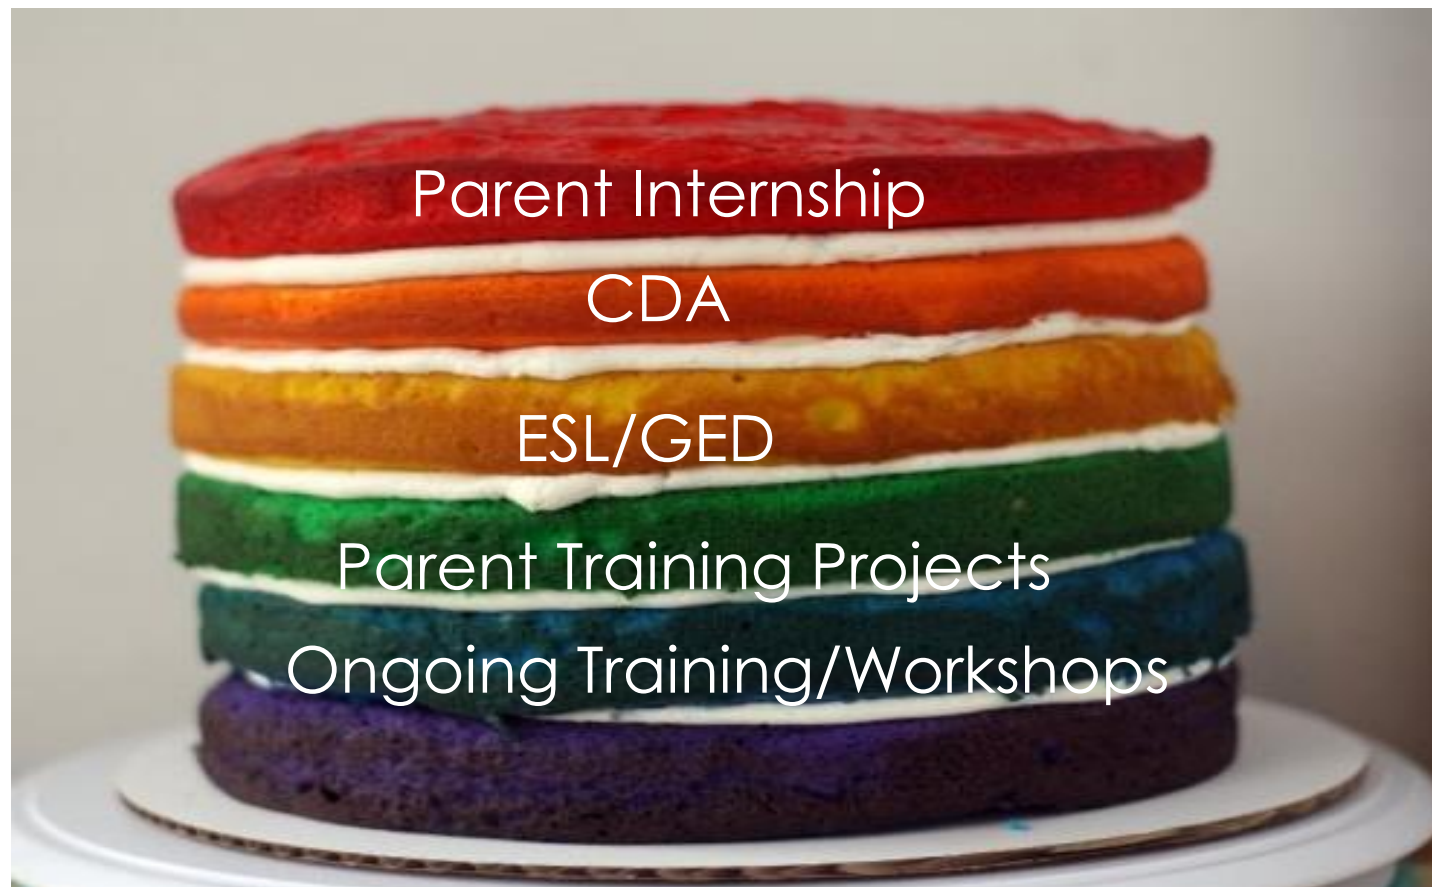 Parent Internship
CDA
ESL/GED
Parent Training Projects
Ongoing Training/Workshops